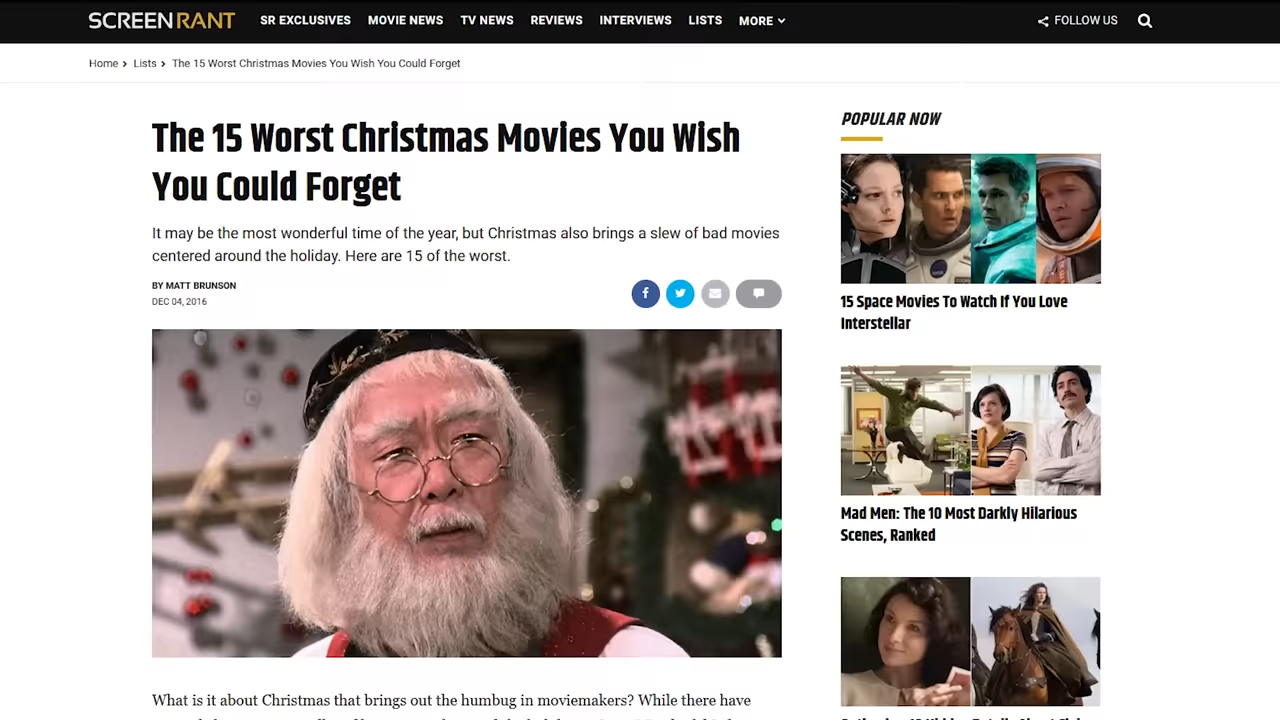 SCREENRANT SR EXCLUSIVES MOVIE NEWS TV NEWS REVIEWS INTERVIEWS LISTS MORE FOLLOW US
Home > Lists > The 15 Worst Christmas Movies You Wish You Could Forget
The 15 Worst Christmas Movies You Wish
You Could Forget
It may be the most wonderful time of the year, but Christmas also brings a slew of bad movies
centered around the holiday. Here are 15 of the worst.
BY MATT BRUNSON
DEC 04, 2016
What is it about Christmas that brings out the humbug in moviemakers? While there have
POPULAR NOW
15 Space Movies To Watch If You Love
Interstellar
Mad Men: The 10 Most Darkly Hilarious
Scenes, Ranked